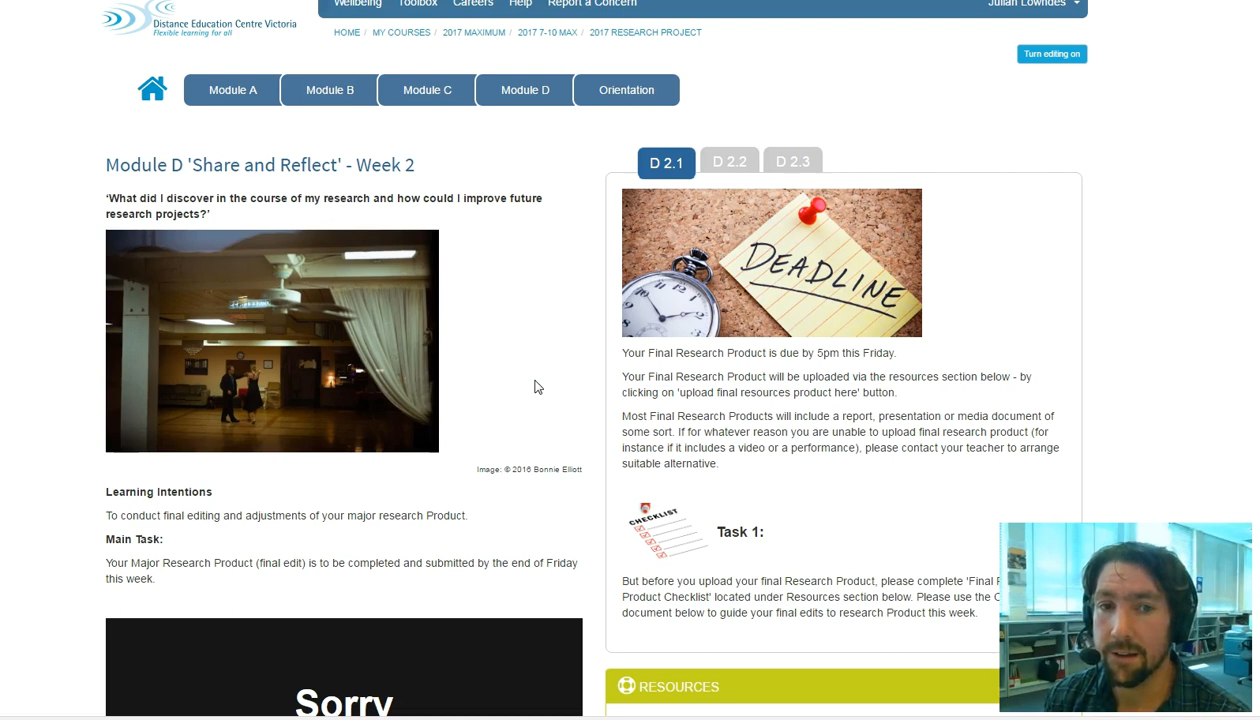 Wellbeing Toolbox Careers Help Report a Concern
Julian Lowndes
Distance Education Centre Victoria
Flexible learning for all
HOME / MY COURSES / 2017 MAXIMUM / 2017 7-10 MAX / 2017 RESEARCH PROJECT
Turn editing on
Module A Module B Module C Module D Orientation
Module D 'Share and Reflect' - Week 2
‘What did I discover in the course of my research and how could I improve future
research projects?’
Image: © 2016 Bonnie Elliott
Learning Intentions
To conduct final editing and adjustments of your major research Product.
Main Task:
Your Major Research Product (final edit) is to be completed and submitted by the end of Friday
this week.
Sorry
D 2.1 D 2.2 D 2.3
DEADLINE
Your Final Research Product is due by 5pm this Friday.
Your Final Research Product will be uploaded via the resources section below - by
clicking on 'upload final resources product here' button.
Most Final Research Products will include a report, presentation or media document of
some sort. If for whatever reason you are unable to upload final research product (for
instance if it includes a video or a performance), please contact your teacher to arrange
suitable alternative.
CHECKLIST
Task 1:
But before you upload your final Research Product, please complete 'Final
Product Checklist' located under Resources section below. Please use the
document below to guide your final edits to research Product this week.
RESOURCES